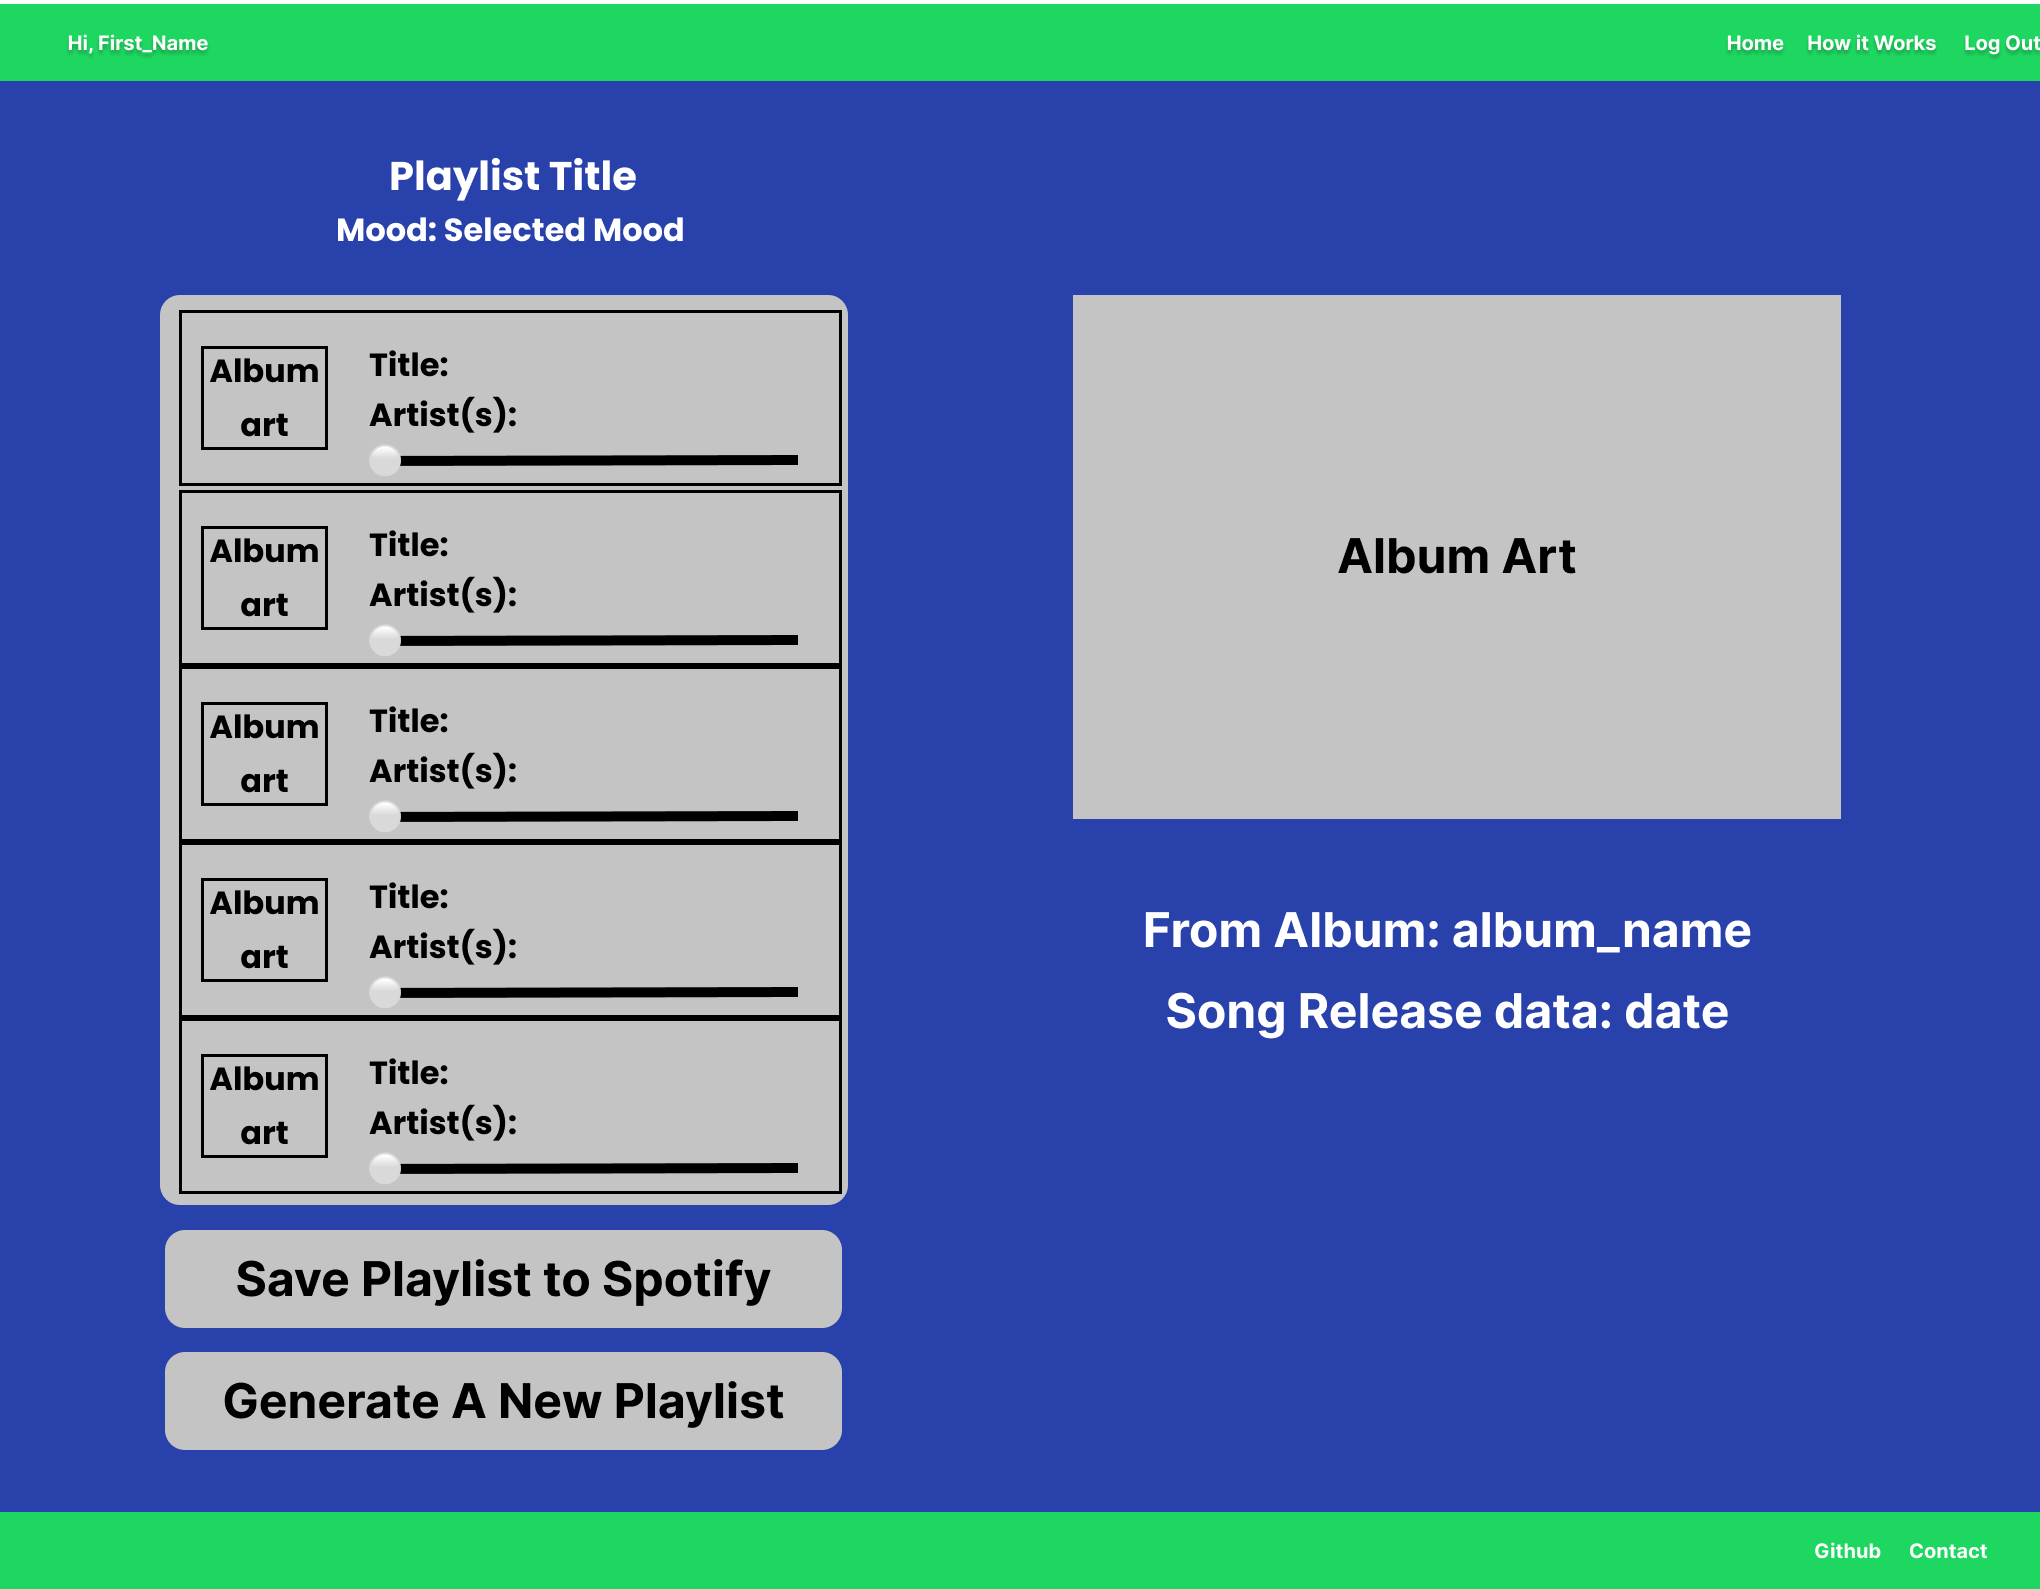 Hi, First_Name
Home How it Works Log Out
Playlist Title
Mood: Selected Mood
Album
art
Title:
Artist(s):
Album
art
Title:
Artist(s):
Album
art
Title:
Artist(s):
Album
art
Title:
Artist(s):
Album
art
Title:
Artist(s):
Album Art
From Album: album_name
Song Release data: date
Save Playlist to Spotify
Generate A New Playlist
Github Contact